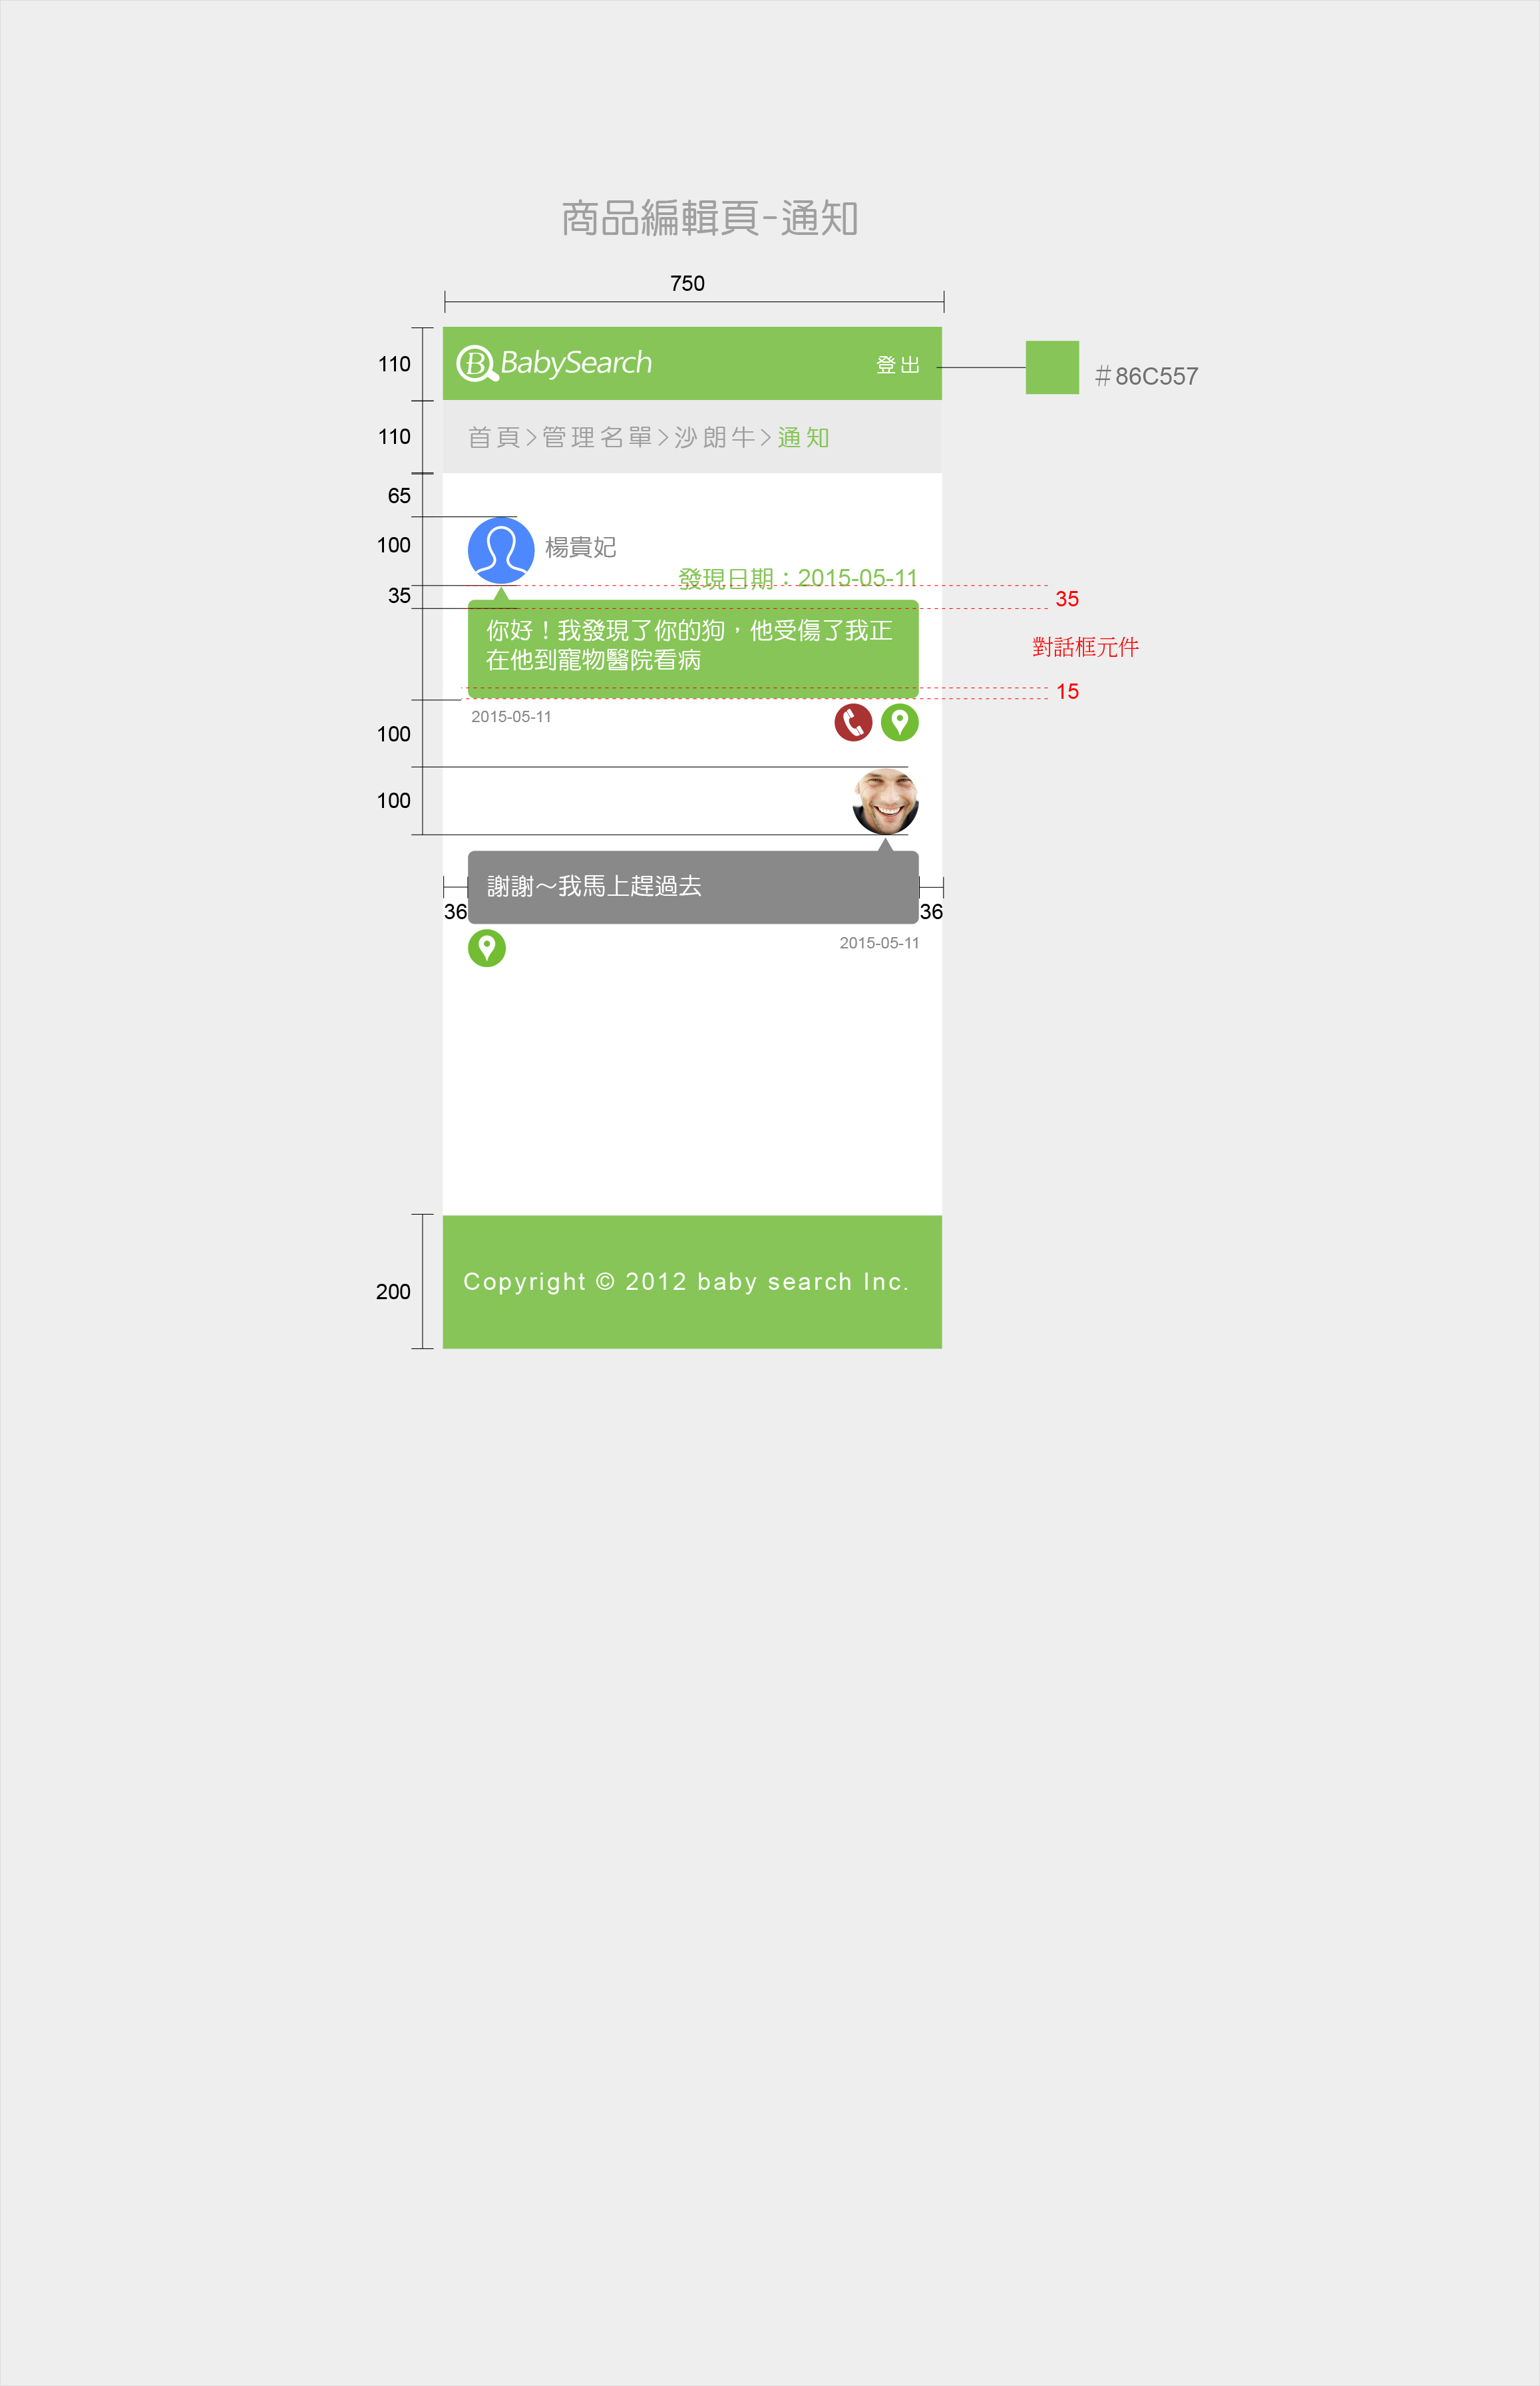 商品編輯頁-通知
750
110
BabySearch
登出
#86C557
110
首頁>管理名單>沙朗牛>通知
65
100
楊貴妃
發現日期：2015-05-11
35
35
你好！我發現了你的狗，他受傷了我正
在他到寵物醫院看病
對話框元件
15
2015-05-11
100
100
謝謝～我馬上趕過去
36
36
2015-05-11
200
Copyright © 2012 baby search Inc.